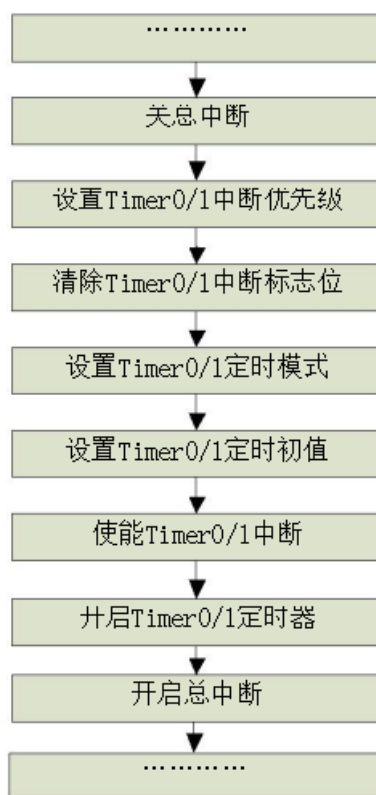 …………
关总中断
设置Timer0/1中断优先级
清除Timer0/1中断标志位
设置Timer0/1定时模式
设置Timer0/1定时初值
使能Timer0/1中断
开启Timer0/1定时器
开启总中断
…………